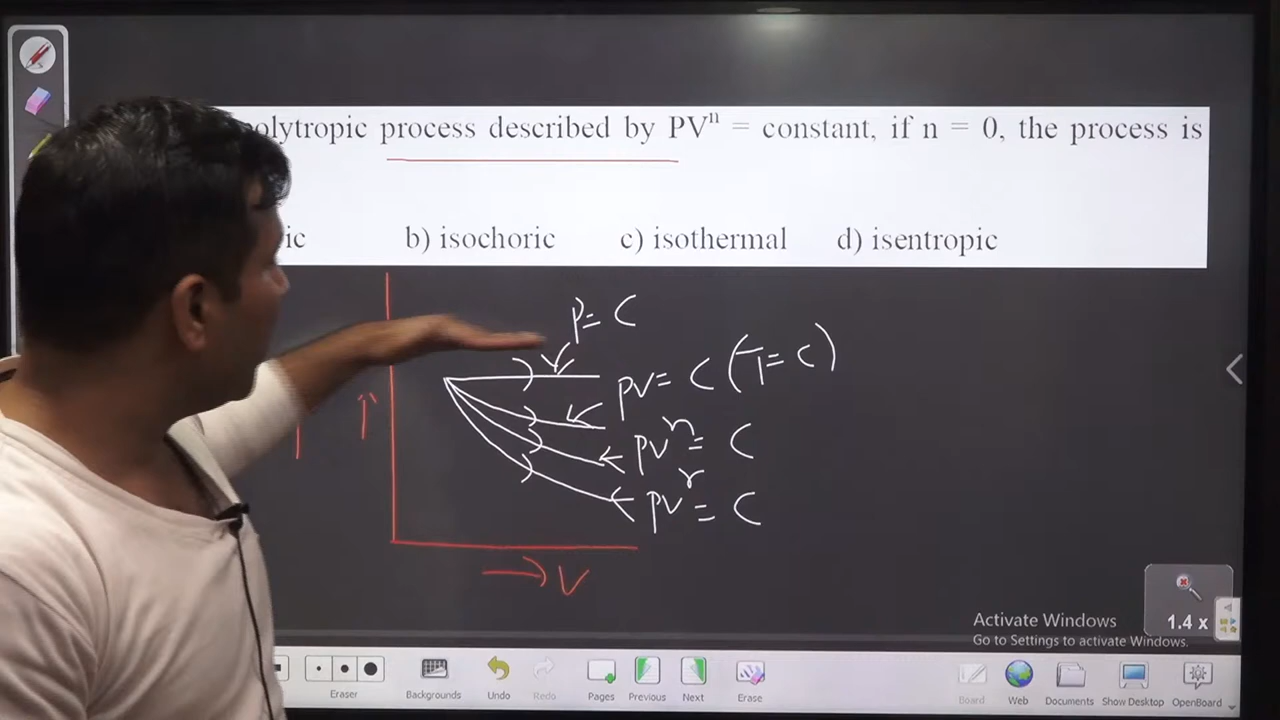 process described by PVⁿ = constant, if n = 0, the process is
b) isochoric c) isothermal d) isentropic
P = C
PV = C (T = C)
PVⁿ = C
PV^γ = C
→ V
1.4 x
Activate Windows
Go to Settings to activate Windows.
Eraser Backgrounds Undo Redo Pages Previous Next Erase Board Web Documents Show Desktop OpenBoard